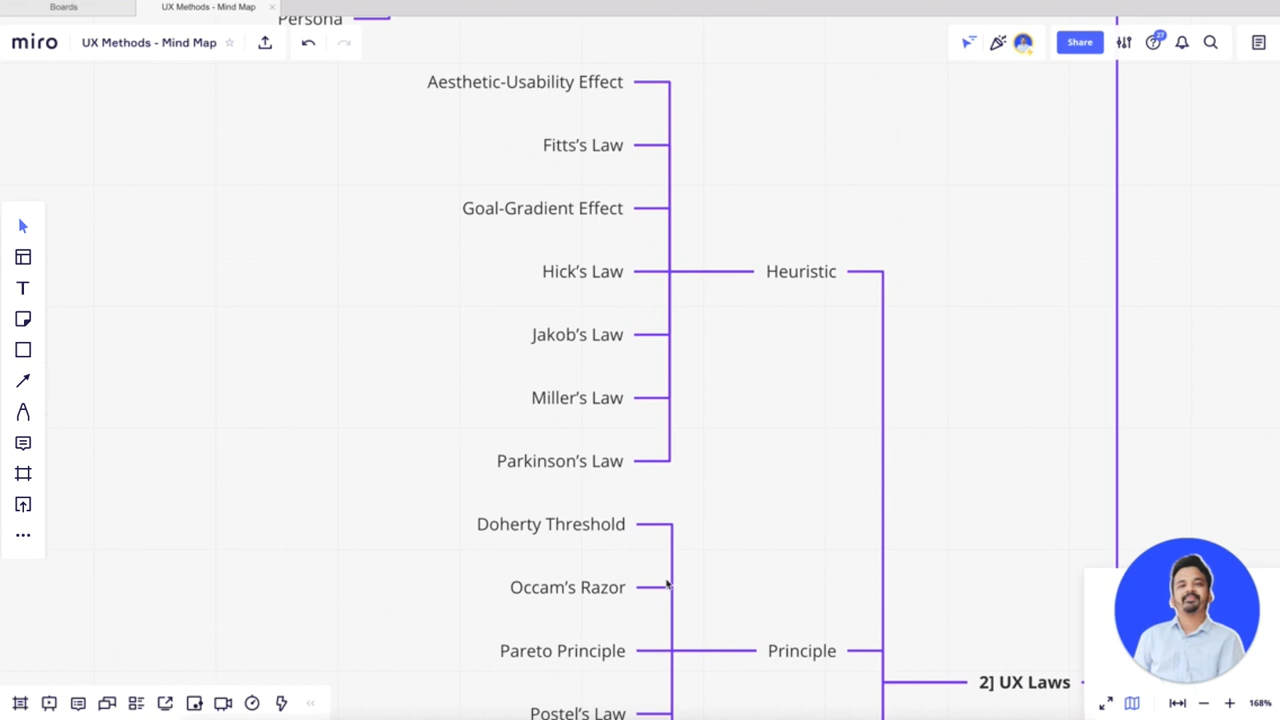 Boards
UX Methods - Mind Map
Persona
miro
UX Methods - Mind Map
Share
27
Aesthetic-Usability Effect
Fitts's Law
Goal-Gradient Effect
Hick's Law
Heuristic
Jakob's Law
Miller's Law
Parkinson's Law
Doherty Threshold
Occam's Razor
Pareto Principle
Principle
2] UX Laws
Postel's Law
168%